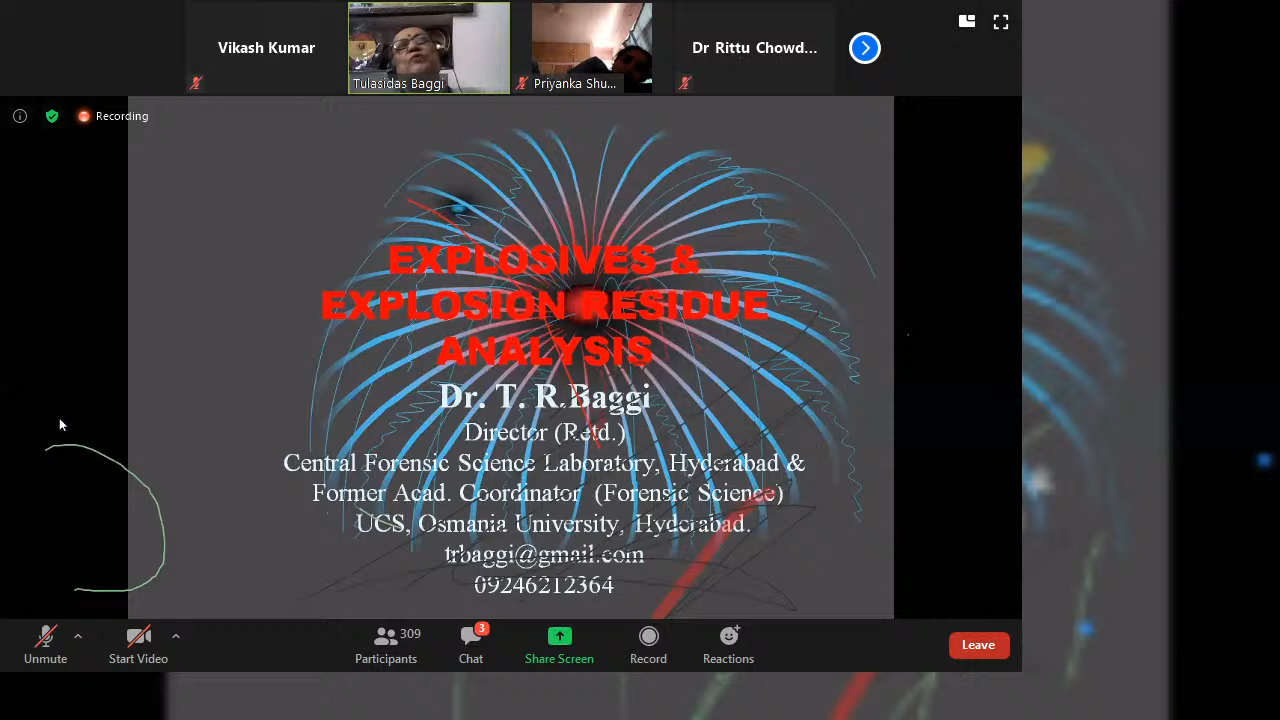 Vikash Kumar
Tulasidas Baggi
Priyanka Shu...
Dr Rittu Chowd...
Recording
EXPLOSIVES &
EXPLOSION RESIDUE
ANALYSIS
Dr. T. R.Baggi
Director (Retd.)
Central Forensic Science Laboratory, Hyderabad &
Former Acad. Coordinator (Forensic Science)
UCS, Osmania University, Hyderabad.
trbaggi@gmail.com
09246212364
Unmute
Start Video
309
Participants
3
Chat
Share Screen
Record
Reactions
Leave